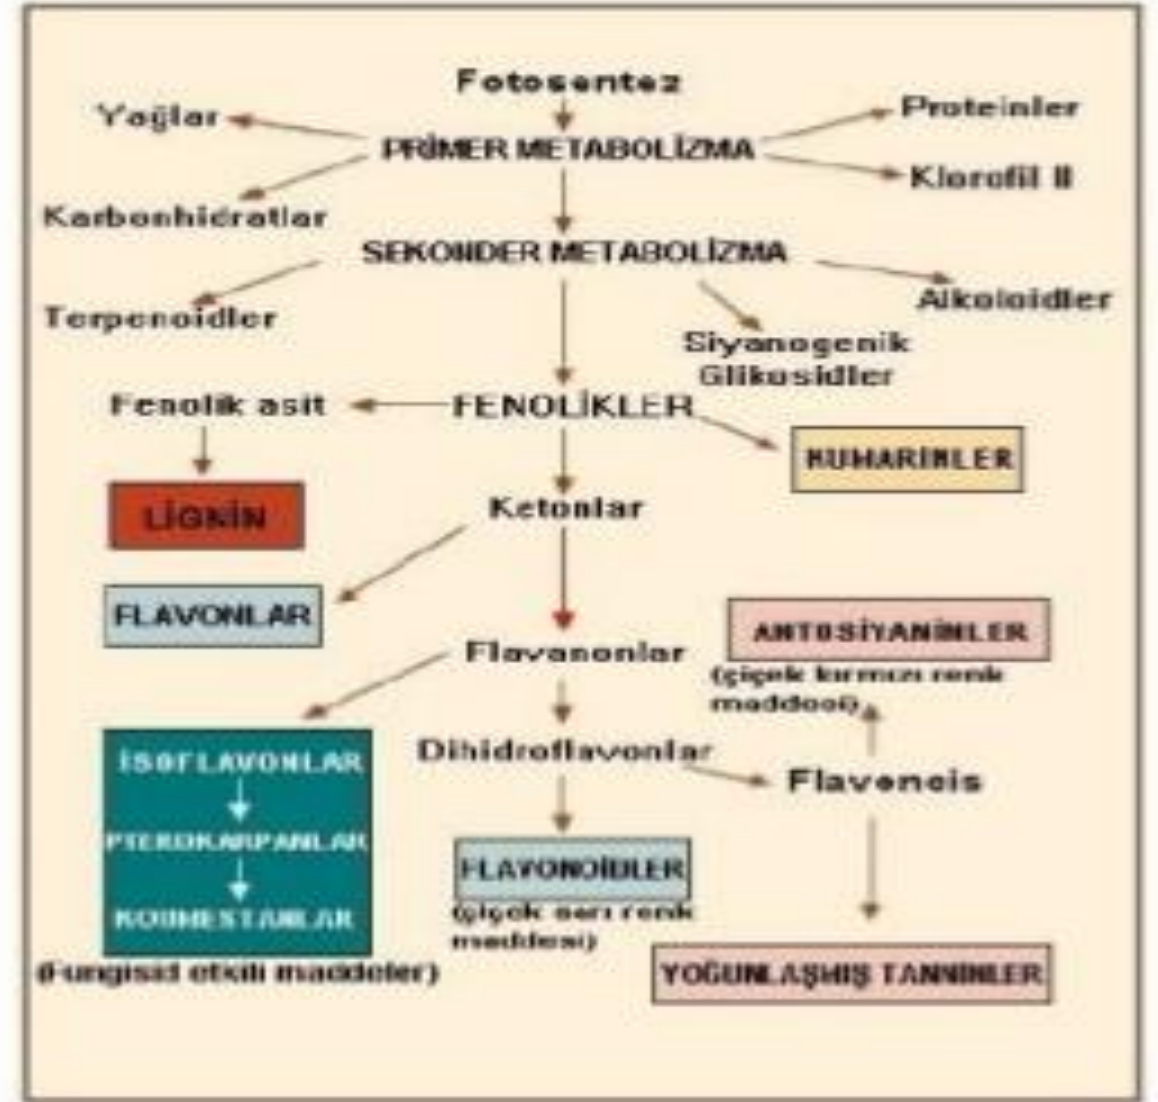 Fotosentez
Yağlar
Proteinler
PRİMER METABOLİZMA
Klorofil II
Karbonhidratlar
SEKONDER METABOLİZMA
Terpenoidler
Alkoloidler
Siyanogenik
Glikosidler
Fenolik asit
FENOLİKLER
KUMARİNLER
LİGNİN
Ketonlar
FLAVONLAR
ANTOSİYANİNLER
(çiçek kırmızı renk
maddesi)
Flavanonlar
Dihidroflavonlar
İSOFLAVONLAR
PTEROKARPANLAR
KOUMESTANLAR
(Fungisid etkili maddeler)
FLAVONOİDLER
(çiçek sarı renk
maddesi)
YOĞUNLAŞMIŞ TANNİNLER